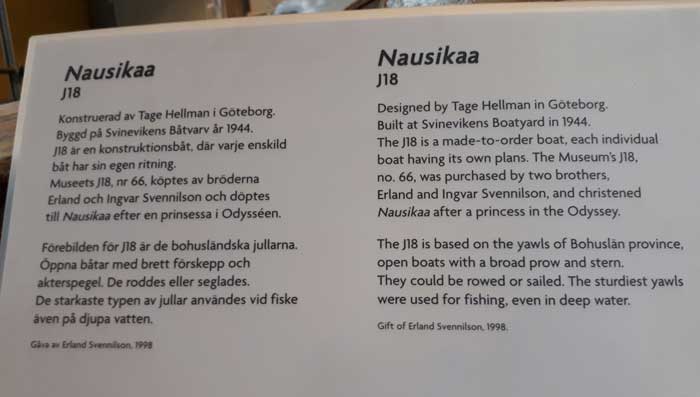 Nausikaa
J18
Konstruerad av Tage Hellman i Göteborg.
Byggd på Svinevikens Båtvarv år 1944.
J18 är en konstruktionsbåt, där varje enskild
båt har sin egen ritning.
Museets J18, nr 66, köptes av bröderna
Erland och Ingvar Svennilson och döptes
till Nausikaa efter en prinsessa i Odysséen.
Förebilden för J18 är de bohusländska jullarna.
Öppna båtar med brett förskepp och
akterspegel. De roddes eller seglades.
De starkaste typen av jullar användes vid fiske
även på djupa vatten.
Gåva av Erland Svennilson, 1998
Nausikaa
J18
Designed by Tage Hellman in Göteborg.
Built at Svinevikens Boatyard in 1944.
The J18 is a made-to-order boat, each individual
boat having its own plans. The Museum's J18,
no. 66, was purchased by two brothers,
Erland and Ingvar Svennilson, and christened
Nausikaa after a princess in the Odyssey.
The J18 is based on the yawls of Bohuslän province,
open boats with a broad prow and stern.
They could be rowed or sailed. The sturdiest yawls
were used for fishing, even in deep water.
Gift of Erland Svennilson, 1998.